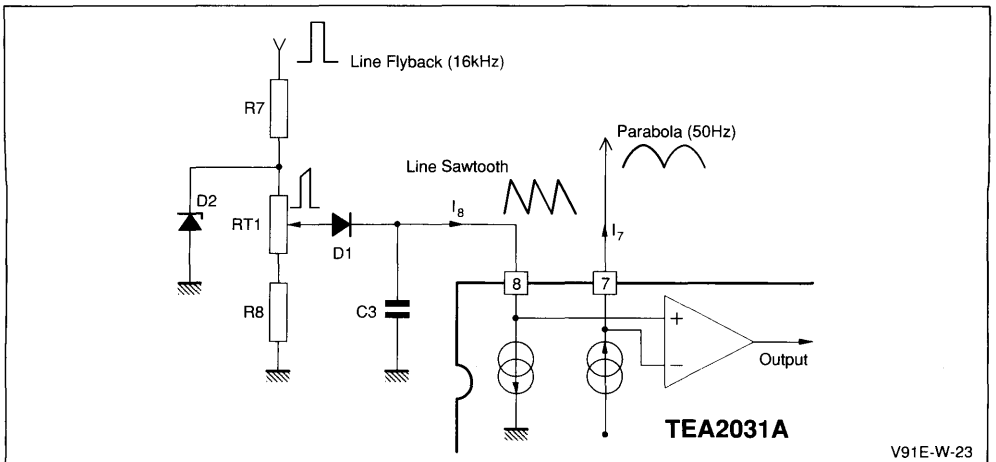 Line Flyback (16kHz)
R7
Parabola (50Hz)
Line Sawtooth
D2
RT1
D1
I8
I7
8
7
R8
C3
+
−
Output
TEA2031A
V91E-W-23